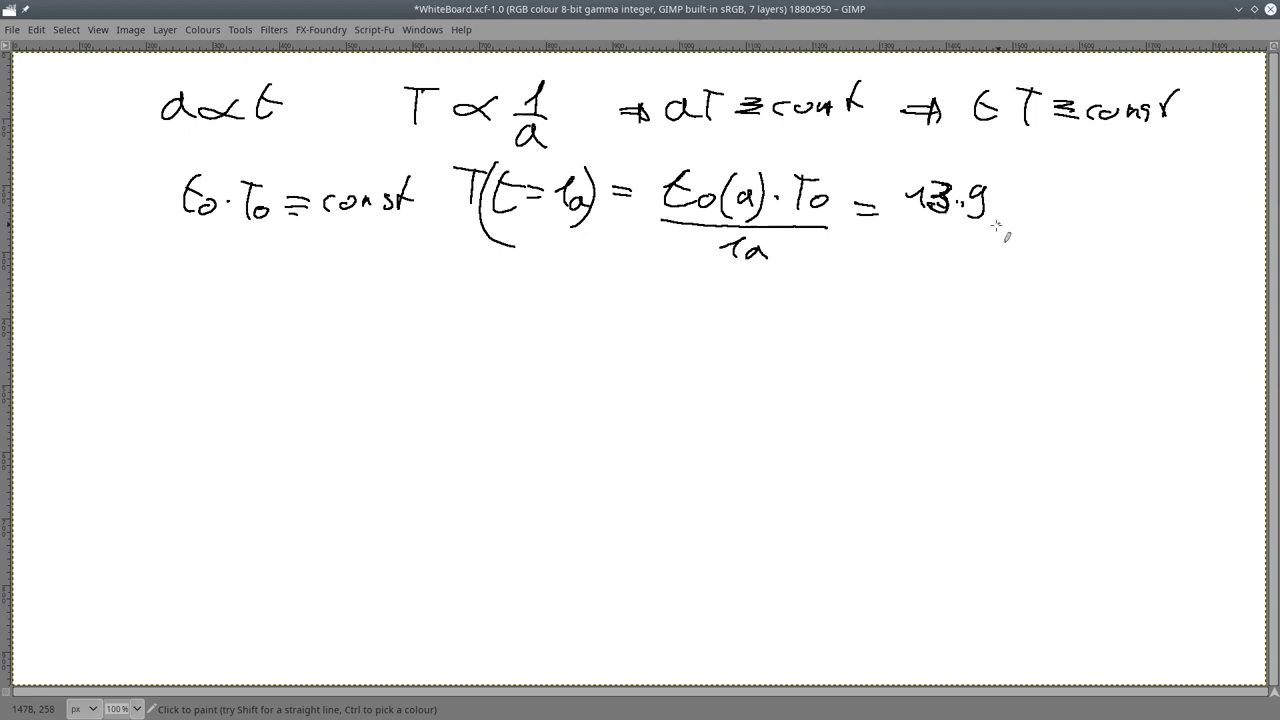 *WhiteBoard.xcf-1.0 (RGB colour 8-bit gamma integer, GIMP built-in sRGB, 7 layers) 1880x950 – GIMP
File Edit Select View Image Layer Colours Tools Filters FX-Foundry Script-Fu Windows Help
a ∝ t T ∝ 1/a ⇒ aT ≡ const ⇒ t T ≡ const
t₀ · T₀ ≡ const T(t = 1a) = t₀(a) · T₀ / 1a = 13.9
1478, 258 px 100% Click to paint (try Shift for a straight line, Ctrl to pick a colour)